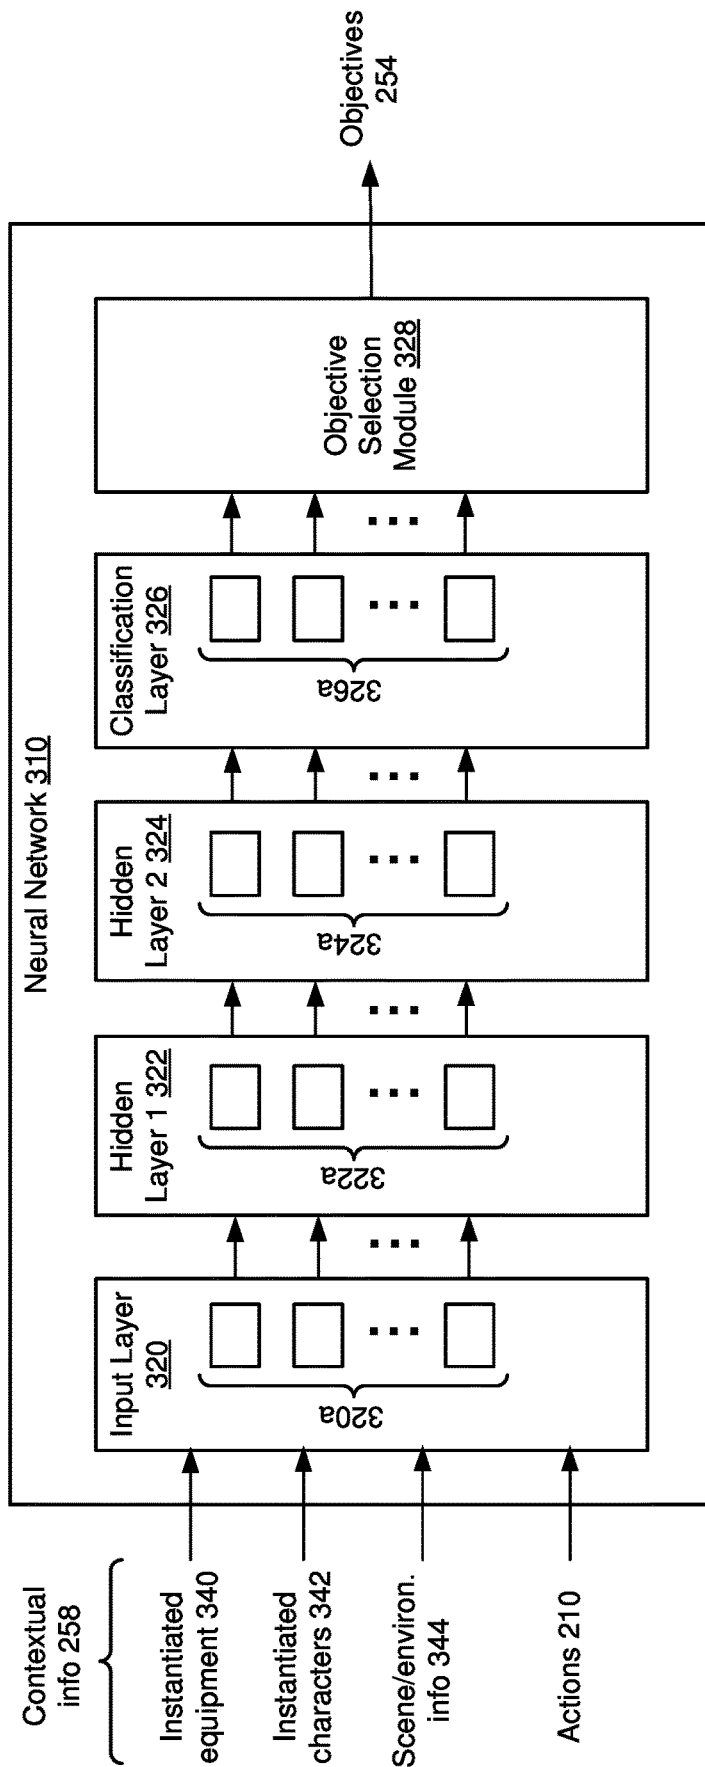 Contextual
info 258
Instantiated
equipment 340
Instantiated
characters 342
Scene/environ.
info 344
Actions 210
Neural Network 310
Input Layer
320
320a
Hidden
Layer 1 322
322a
Hidden
Layer 2 324
324a
Classification
Layer 326
326a
Objective
Selection
Module 328
Objectives
254